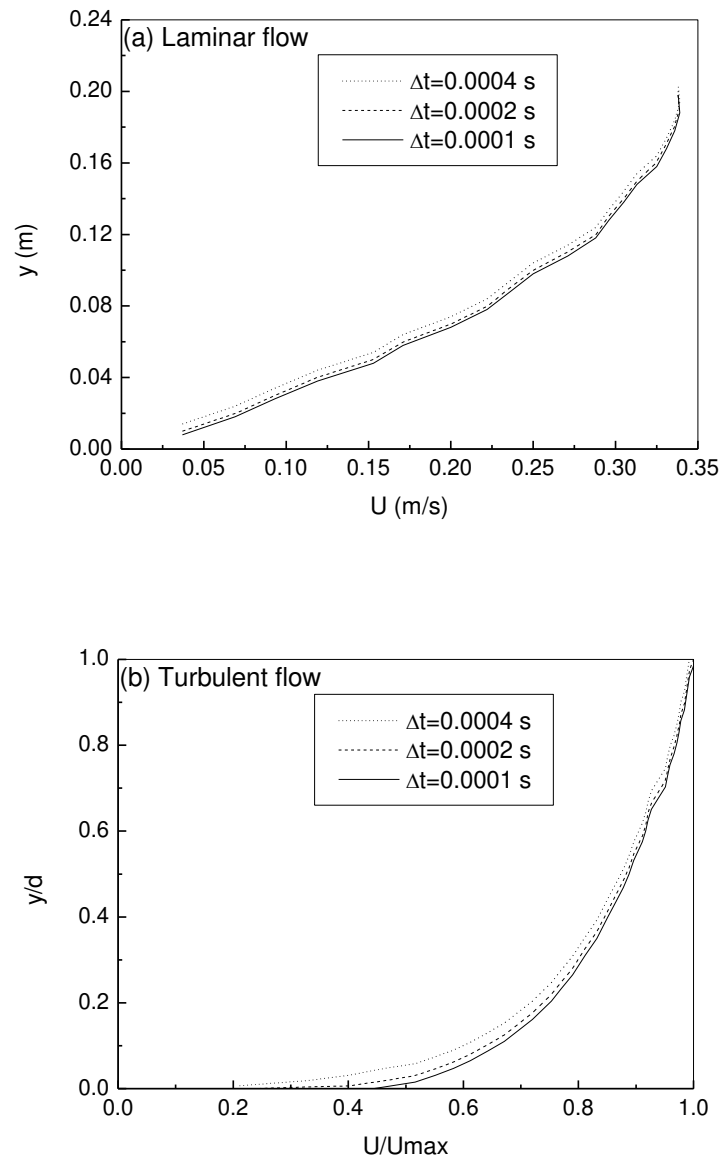 0.24
(a) Laminar flow
Δt=0.0004 s
Δt=0.0002 s
Δt=0.0001 s
0.20
0.16
0.12
0.08
0.04
0.00
y (m)
0.00 0.05 0.10 0.15 0.20 0.25 0.30 0.35
U (m/s)
1.0
(b) Turbulent flow
Δt=0.0004 s
Δt=0.0002 s
Δt=0.0001 s
0.8
0.6
0.4
0.2
0.0
y/d
0.0 0.2 0.4 0.6 0.8 1.0
U/Umax